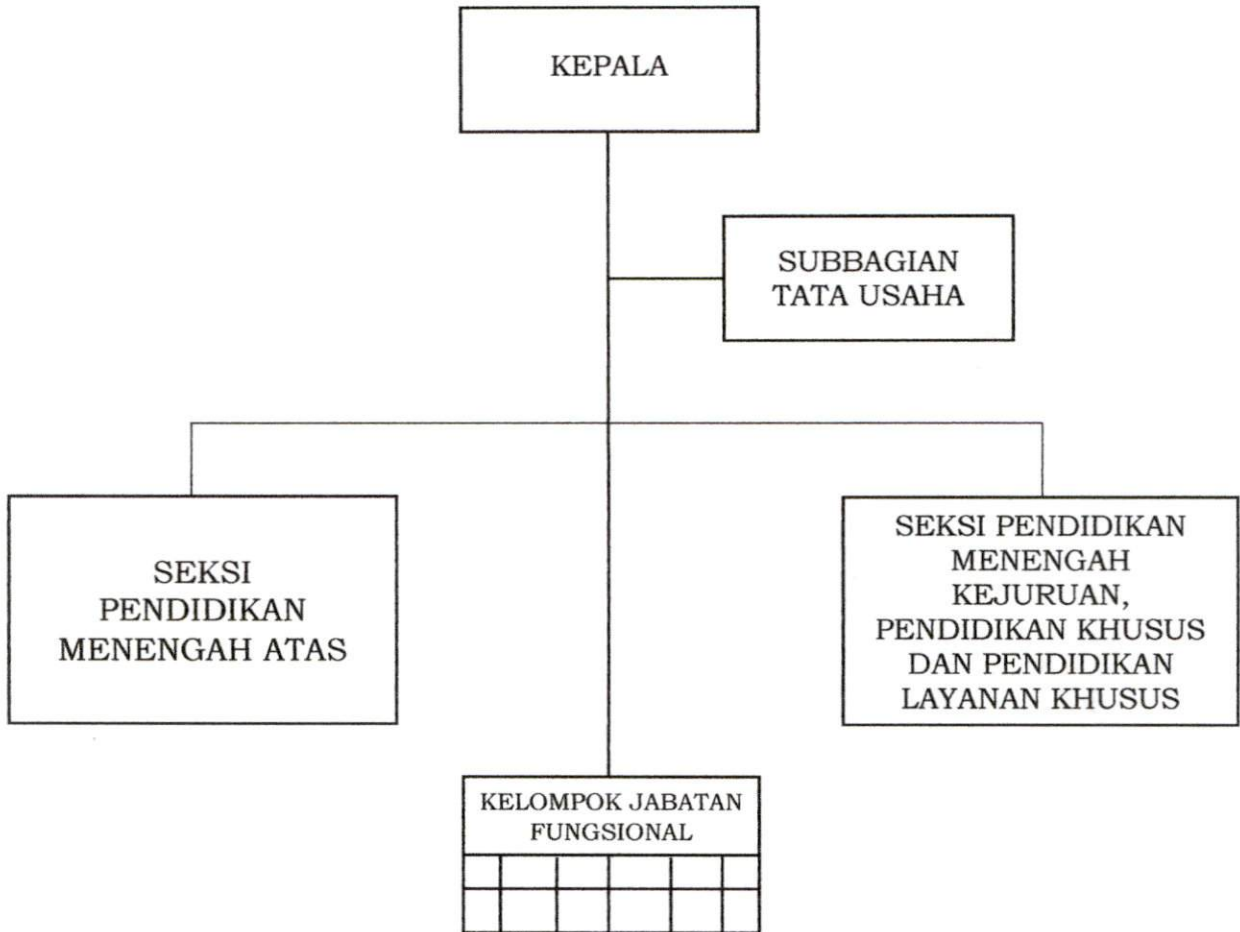 KEPALA
SUBBAGIAN
TATA USAHA
SEKSI
PENDIDIKAN
MENENGAH ATAS
SEKSI PENDIDIKAN
MENENGAH
KEJURUAN,
PENDIDIKAN KHUSUS
DAN PENDIDIKAN
LAYANAN KHUSUS
KELOMPOK JABATAN
FUNGSIONAL